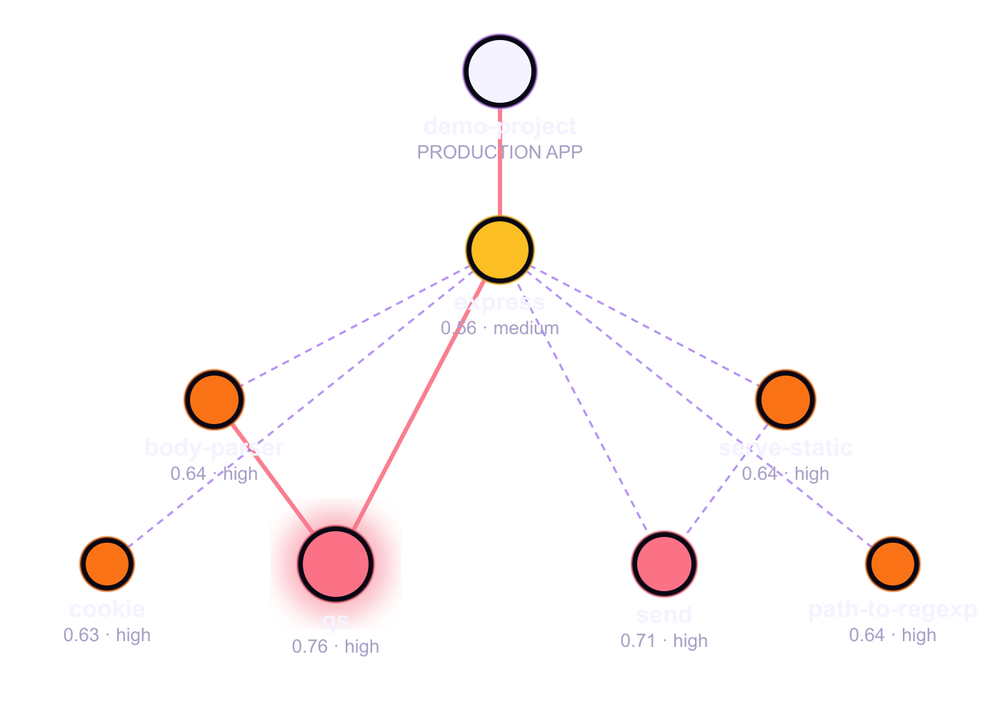 demo-project
PRODUCTION APP
express
0.56 · medium
body-parser
0.64 · high
serve-static
0.64 · high
cookie
0.63 · high
qs
0.76 · high
send
0.71 · high
path-to-regexp
0.64 · high